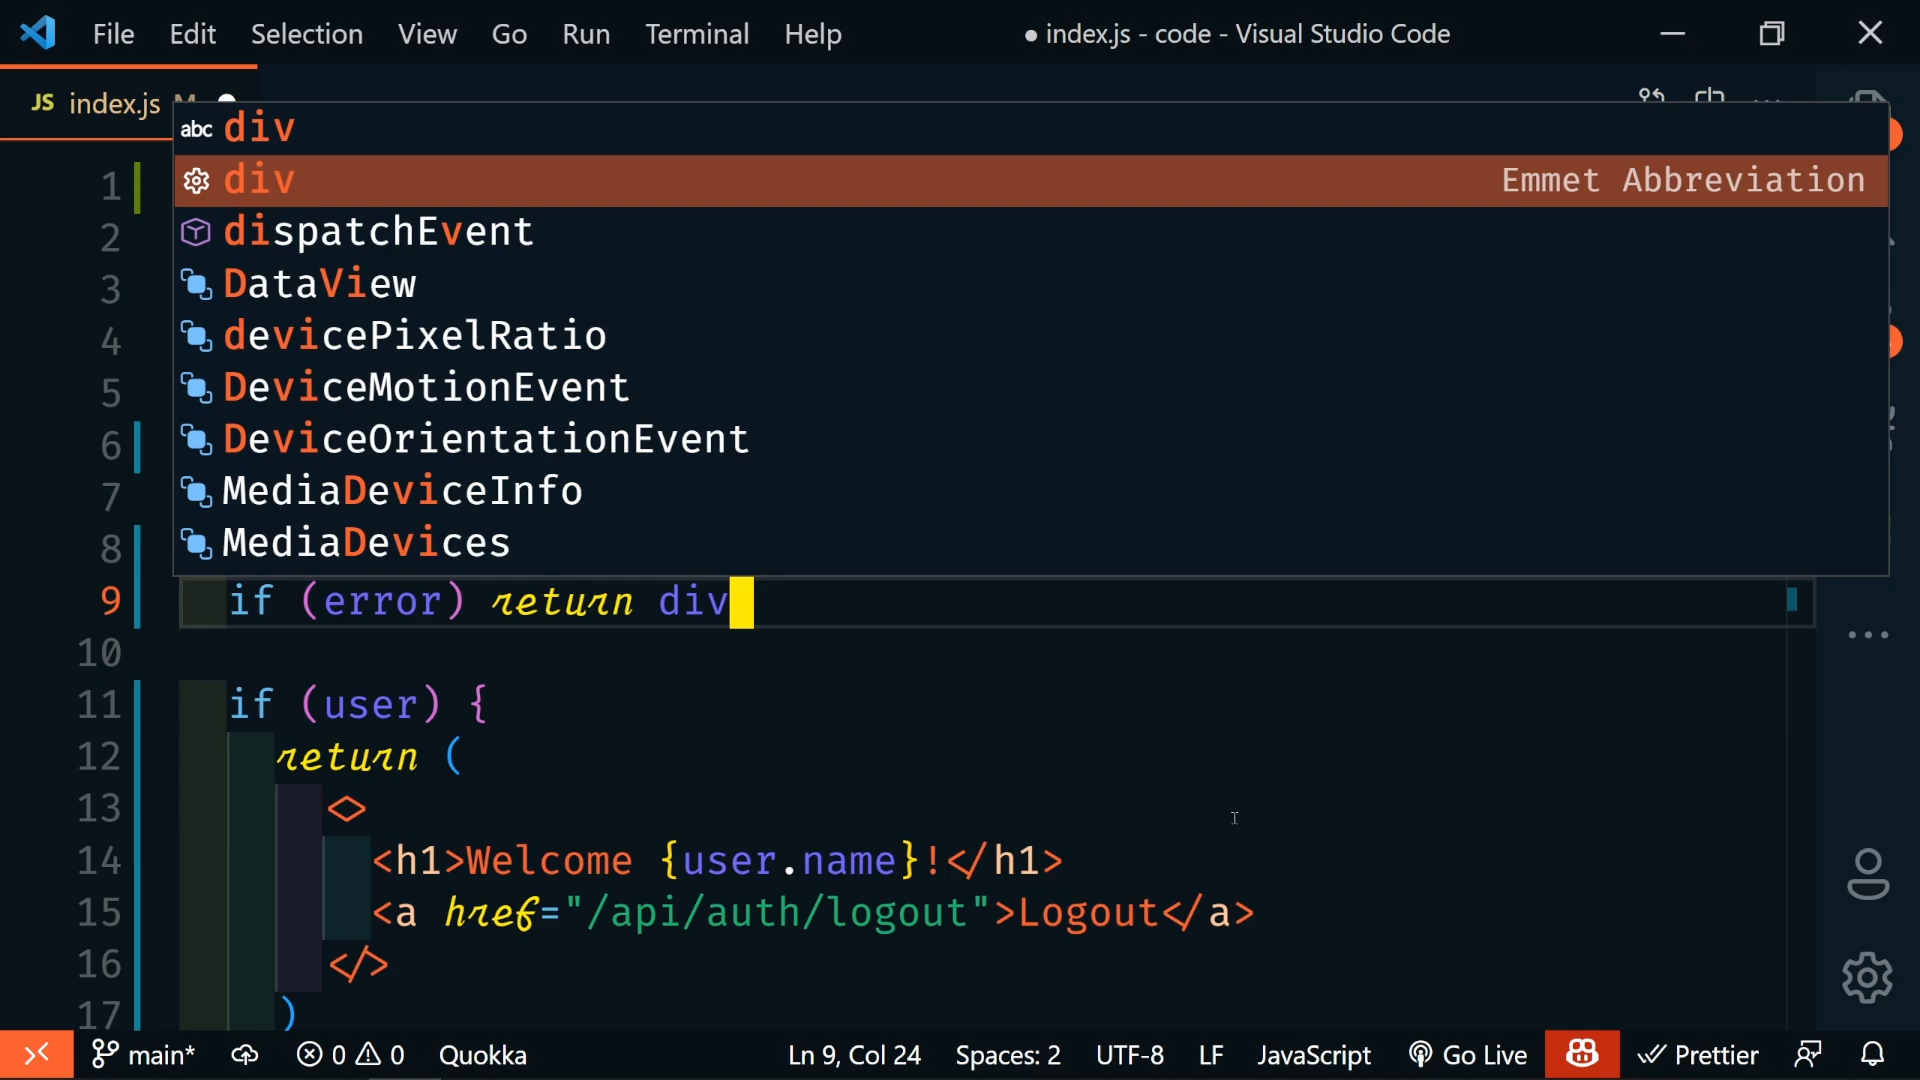 File Edit Selection View Go Run Terminal Help ● index.js - code - Visual Studio Code
JS index.js M
abc div
div Emmet Abbreviation
dispatchEvent
DataView
devicePixelRatio
DeviceMotionEvent
DeviceOrientationEvent
MediaDeviceInfo
MediaDevices
1
2
3
4
5
6
7
8
9 if (error) return div
10
11 if (user) {
12 return (
13 <>
14 <h1>Welcome {user.name}!</h1>
15 <a href="/api/auth/logout">Logout</a>
16 </>
17 )
main* 0 0 Quokka Ln 9, Col 24 Spaces: 2 UTF-8 LF JavaScript Go Live Prettier